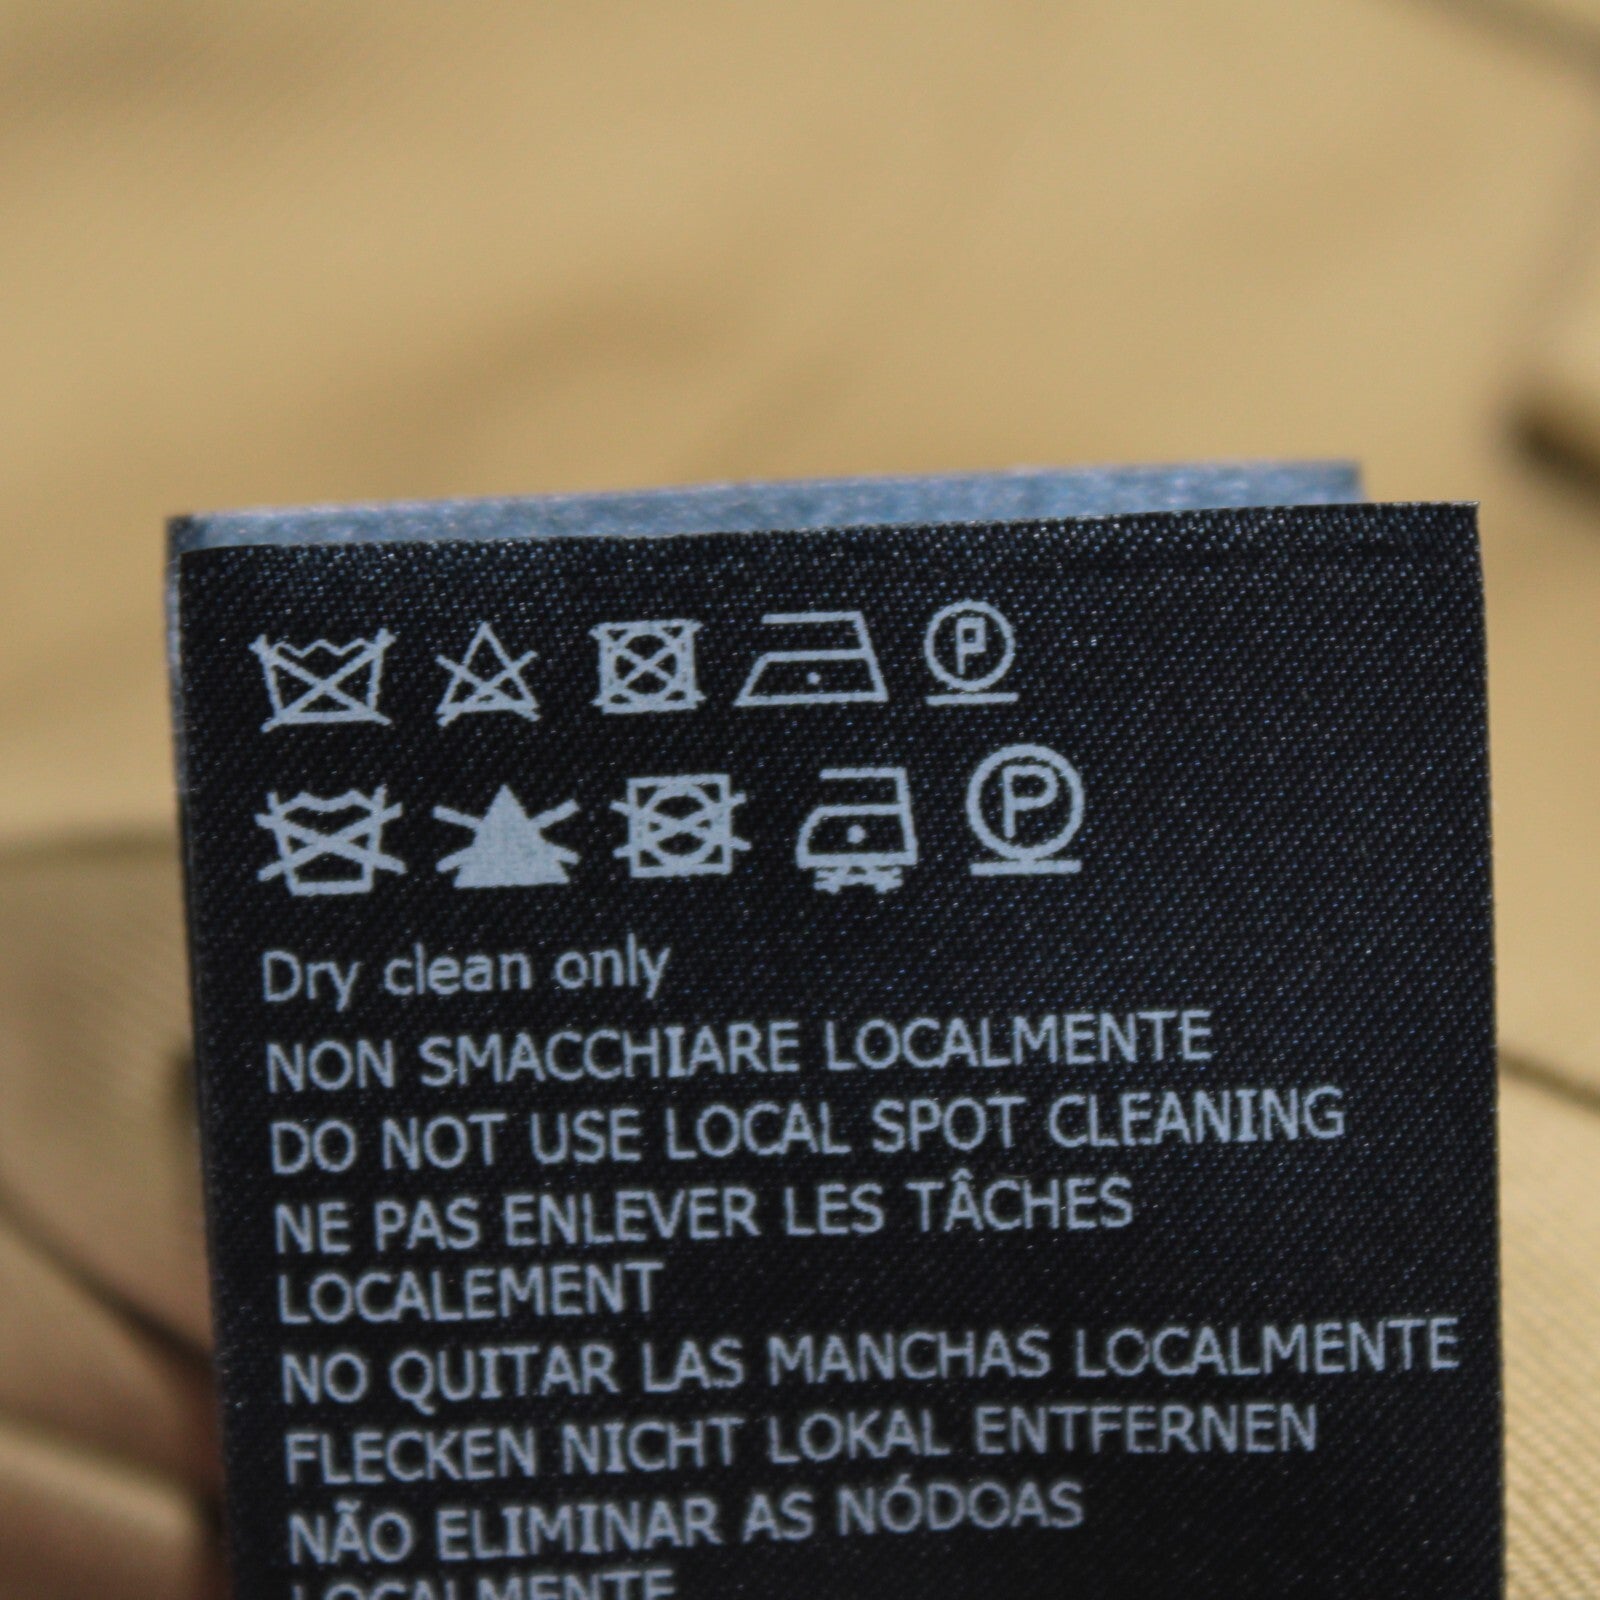 P
P
Dry clean only
NON SMACCHIARE LOCALMENTE
DO NOT USE LOCAL SPOT CLEANING
NE PAS ENLEVER LES TÂCHES
LOCALEMENT
NO QUITAR LAS MANCHAS LOCALMENTE
FLECKEN NICHT LOKAL ENTFERNEN
NÃO ELIMINAR AS NÓDOAS
LOCALMENTE